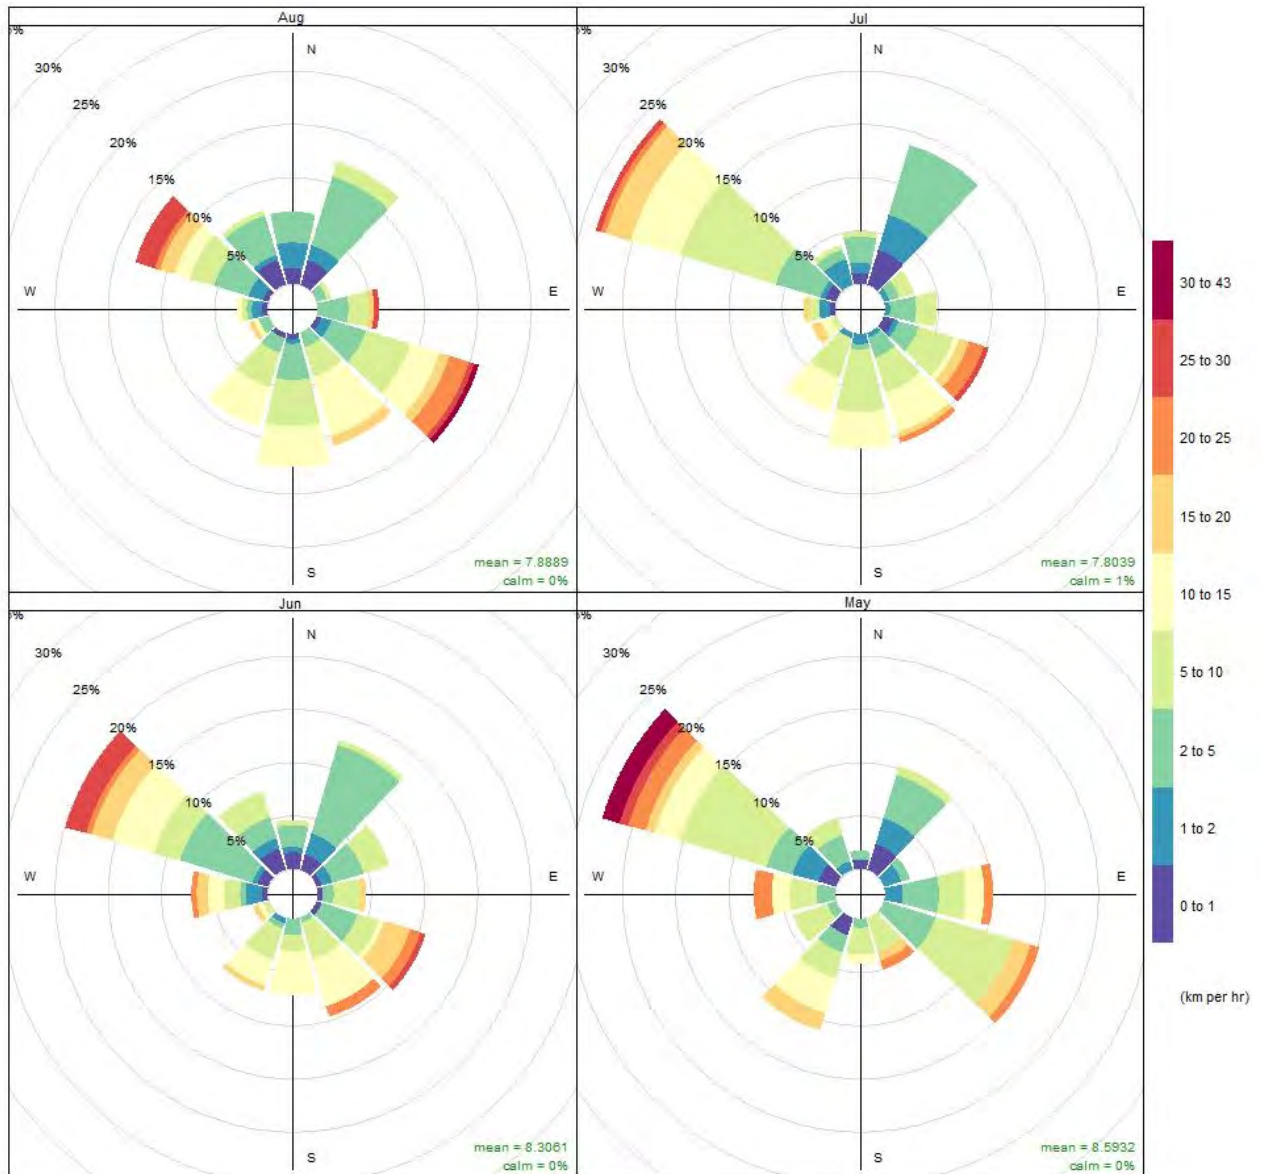 Aug
5%
30%
25%
20%
15%
10%
5%
N
W
E
S
mean = 7.8889
calm = 0%
Jul
5%
30%
25%
20%
15%
10%
5%
N
W
E
S
mean = 7.8039
calm = 1%
Jun
5%
30%
25%
20%
15%
10%
5%
N
W
E
S
mean = 8.3061
calm = 0%
May
5%
30%
25%
20%
15%
10%
5%
N
W
E
S
mean = 8.5932
calm = 0%
30 to 43
25 to 30
20 to 25
15 to 20
10 to 15
5 to 10
2 to 5
1 to 2
0 to 1
(km per hr)